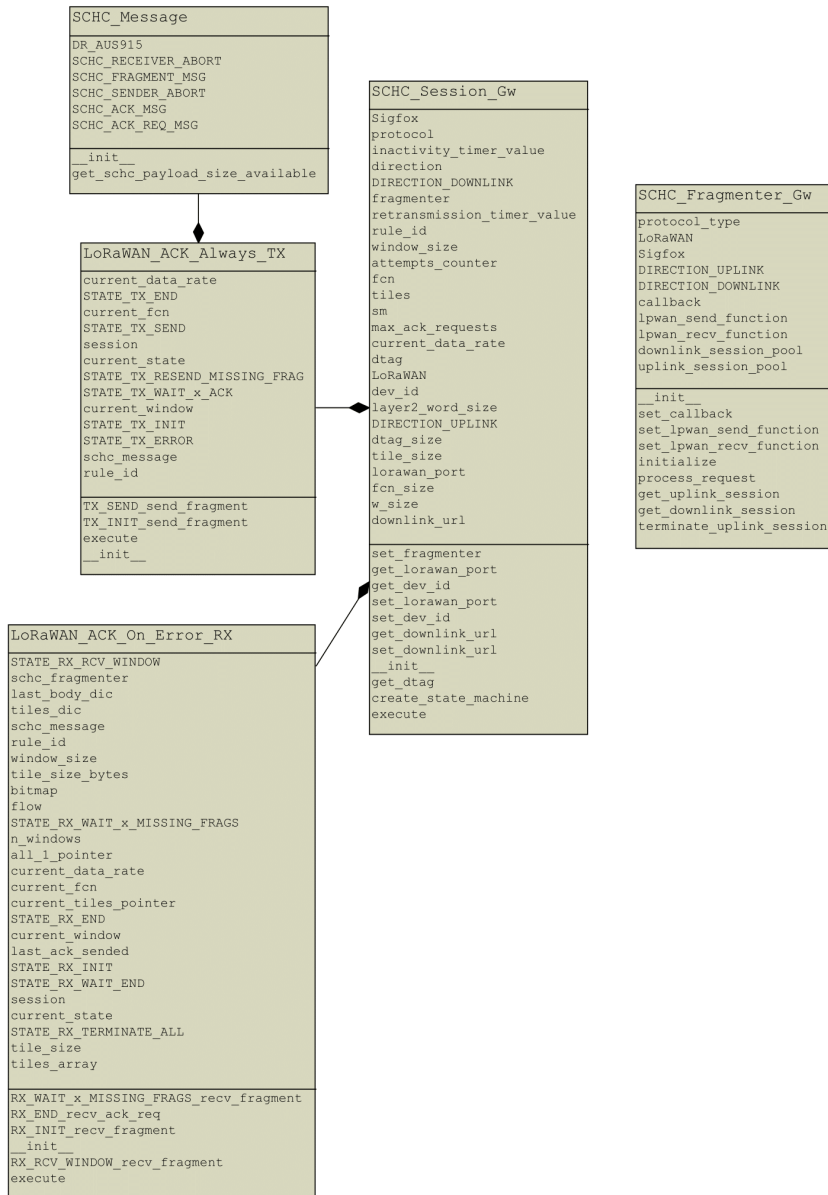 SCHC_Message
DR_AUS915
SCHC_RECEIVER_ABORT
SCHC_FRAGMENT_MSG
SCHC_SENDER_ABORT
SCHC_ACK_MSG
SCHC_ACK_REQ_MSG
__init__
get_schc_payload_size_available
LoRaWAN_ACK_Always_TX
current_data_rate
STATE_TX_END
current_fcn
STATE_TX_SEND
session
current_state
STATE_TX_RESEND_MISSING_FRAG
STATE_TX_WAIT_x_ACK
current_window
STATE_TX_INIT
STATE_TX_ERROR
schc_message
rule_id
TX_SEND_send_fragment
TX_INIT_send_fragment
execute
__init__
SCHC_Session_Gw
Sigfox
protocol
inactivity_timer_value
direction
DIRECTION_DOWNLINK
fragmenter
retransmission_timer_value
rule_id
window_size
attempts_counter
fcn
tiles
sm
max_ack_requests
current_data_rate
dtag
LoRaWAN
dev_id
layer2_word_size
DIRECTION_UPLINK
dtag_size
tile_size
lorawan_port
fcn_size
w_size
downlink_url
set_fragmenter
get_lorawan_port
get_dev_id
set_lorawan_port
set_dev_id
get_downlink_url
set_downlink_url
__init__
get_dtag
create_state_machine
execute
SCHC_Fragmenter_Gw
protocol_type
LoRaWAN
Sigfox
DIRECTION_UPLINK
DIRECTION_DOWNLINK
callback
lpwan_send_function
lpwan_recv_function
downlink_session_pool
uplink_session_pool
__init__
set_callback
set_lpwan_send_function
set_lpwan_recv_function
initialize
process_request
get_uplink_session
get_downlink_session
terminate_uplink_session
LoRaWAN_ACK_On_Error_RX
STATE_RX_RCV_WINDOW
schc_fragmenter
last_body_dic
tiles_dic
schc_message
rule_id
window_size
tile_size_bytes
bitmap
flow
STATE_RX_WAIT_x_MISSING_FRAGS
n_windows
all_1_pointer
current_data_rate
current_fcn
current_tiles_pointer
STATE_RX_END
current_window
last_ack_sended
STATE_RX_INIT
STATE_RX_WAIT_END
session
current_state
STATE_RX_TERMINATE_ALL
tile_size
tiles_array
RX_WAIT_x_MISSING_FRAGS_recv_fragment
RX_END_recv_ack_req
RX_INIT_recv_fragment
__init__
RX_RCV_WINDOW_recv_fragment
execute